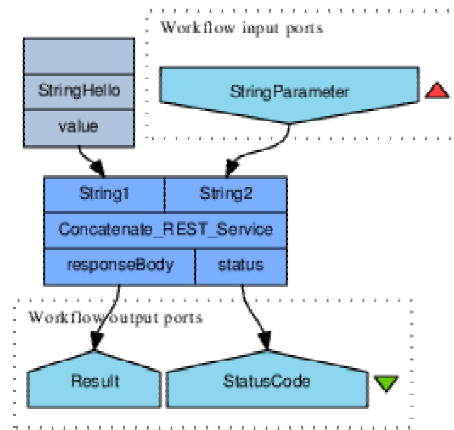 Workflow input ports
StringHello
value
StringParameter
String1 String2
Concatenate_REST_Service
responseBody status
Workflow output ports
Result StatusCode